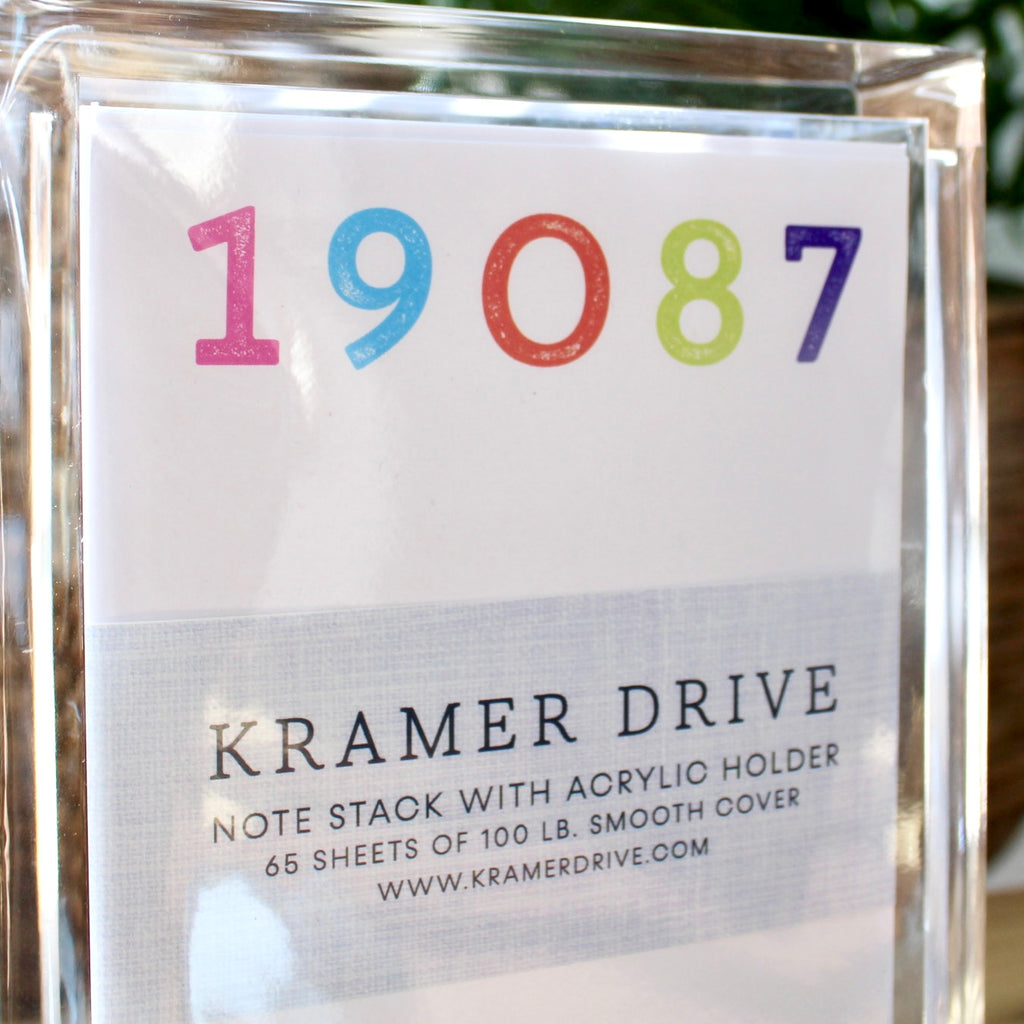 19087
KRAMER DRIVE
NOTE STACK WITH ACRYLIC HOLDER
65 SHEETS OF 100 LB. SMOOTH COVER
WWW.KRAMERDRIVE.COM